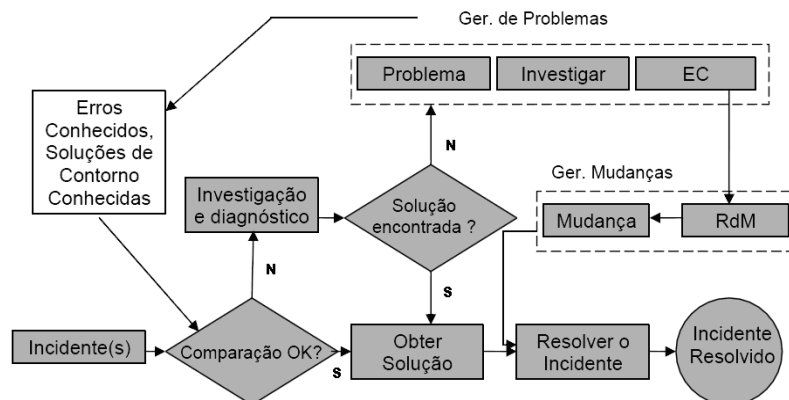 Ger. de Problemas
Problema
Investigar
EC
Erros
Conhecidos,
Soluções de
Contorno
Conhecidas
N
Ger. Mudanças
Investigação
e diagnóstico
Solução
encontrada ?
Mudança
RdM
N
S
Incidente(s)
Comparação OK?
S
Obter
Solução
Resolver o
Incidente
Incidente
Resolvido